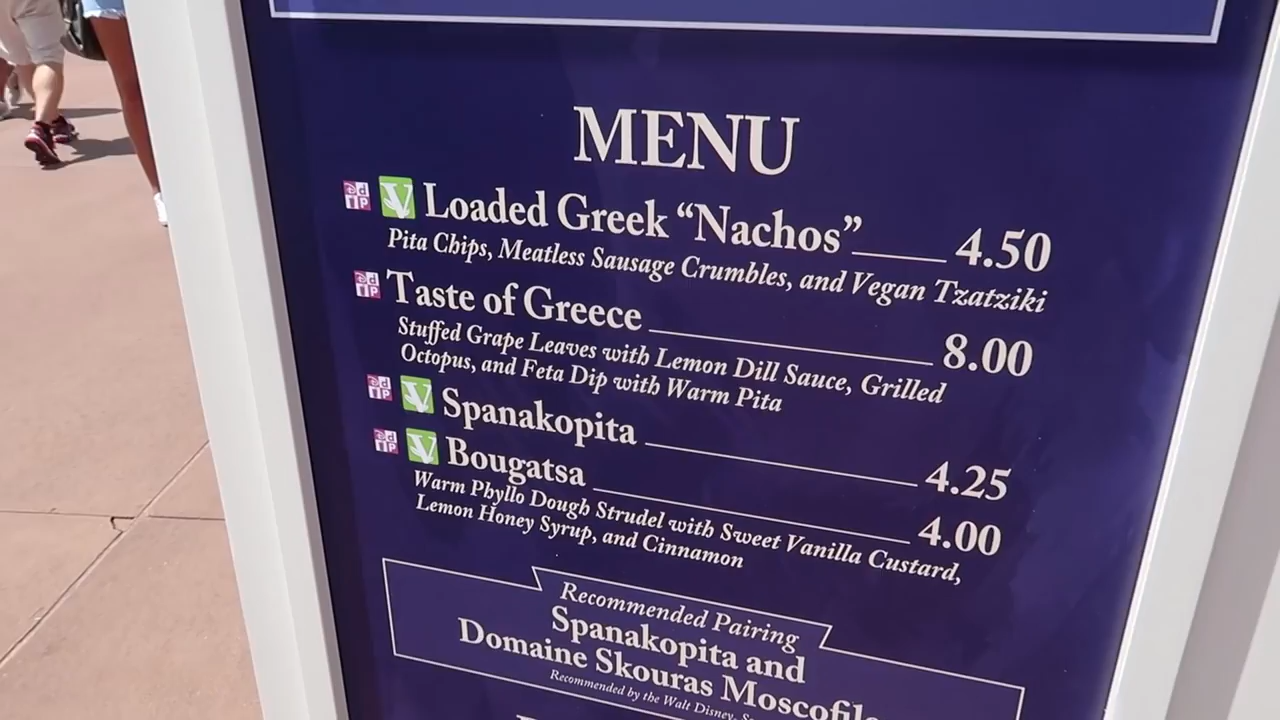 MENU
Loaded Greek “Nachos” 4.50
Pita Chips, Meatless Sausage Crumbles, and Vegan Tzatziki
Taste of Greece 8.00
Stuffed Grape Leaves with Lemon Dill Sauce, Grilled
Octopus, and Feta Dip with Warm Pita
Spanakopita 4.25
Bougatsa 4.00
Warm Phyllo Dough Strudel with Sweet Vanilla Custard,
Lemon Honey Syrup, and Cinnamon
Recommended Pairing
Spanakopita and
Domaine Skouras
Recommended by the Walt Disney